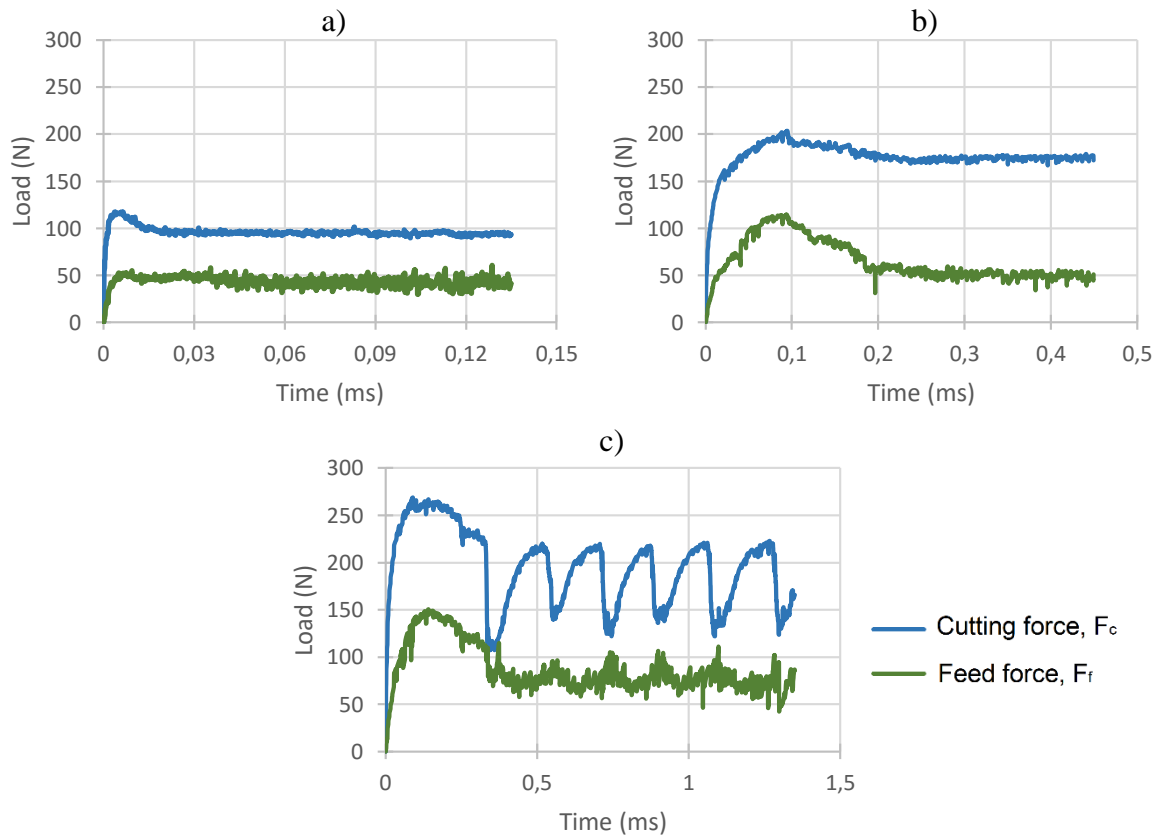 a)
300
250
200
150
100
50
0
Load (N)
0 0,03 0,06 0,09 0,12 0,15
Time (ms)
b)
300
250
200
150
100
50
0
Load (N)
0 0,1 0,2 0,3 0,4 0,5
Time (ms)
c)
300
250
200
150
100
50
0
Load (N)
0 0,5 1 1,5
Time (ms)
Cutting force, Fc
Feed force, Ff